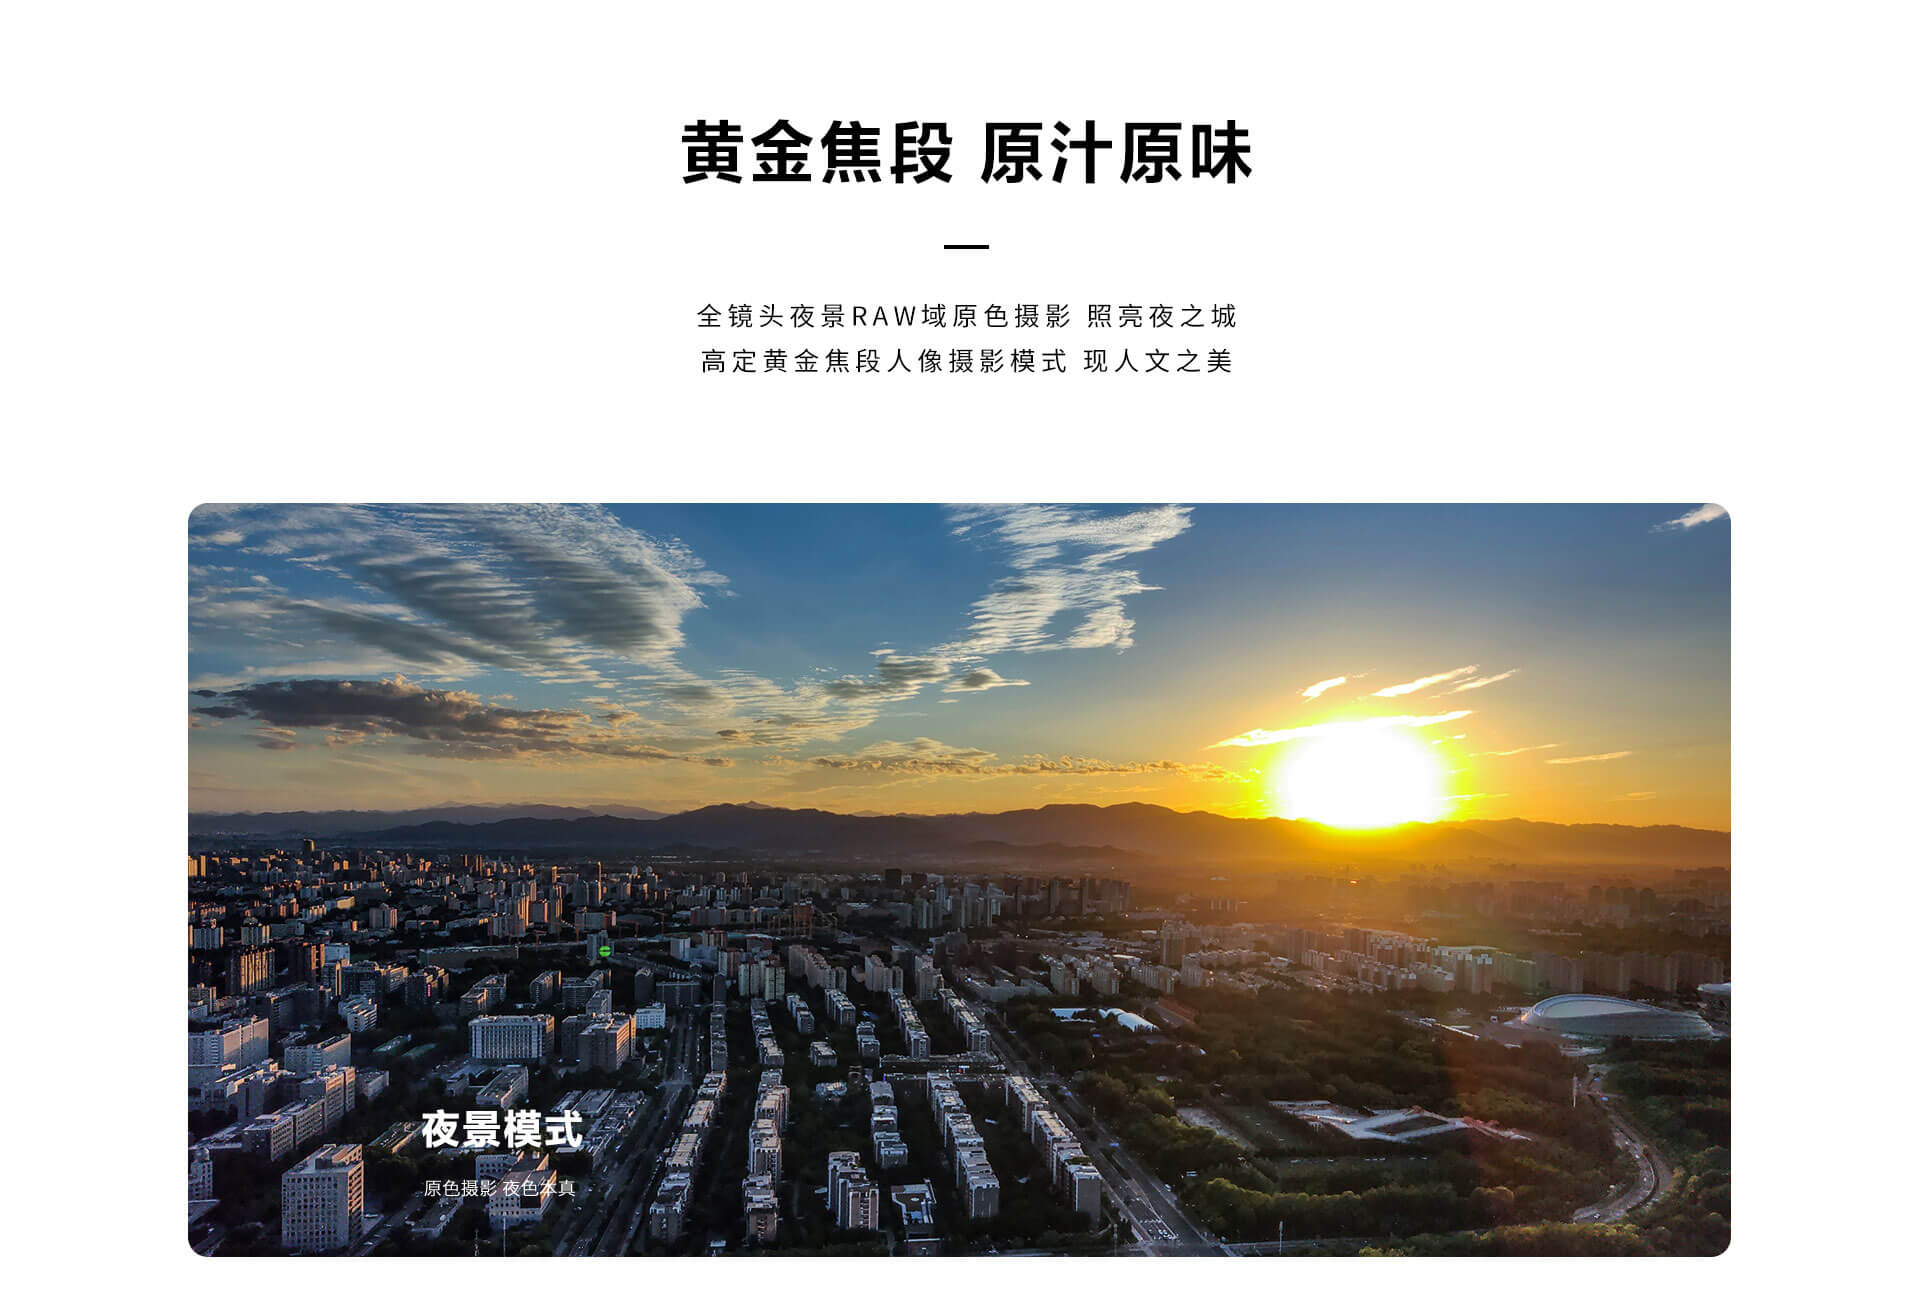 黄金焦段 原汁原味
全镜头夜景RAW域原色摄影 照亮夜之城
高定黄金焦段人像摄影模式 现人文之美
夜景模式
原色摄影 夜色本真